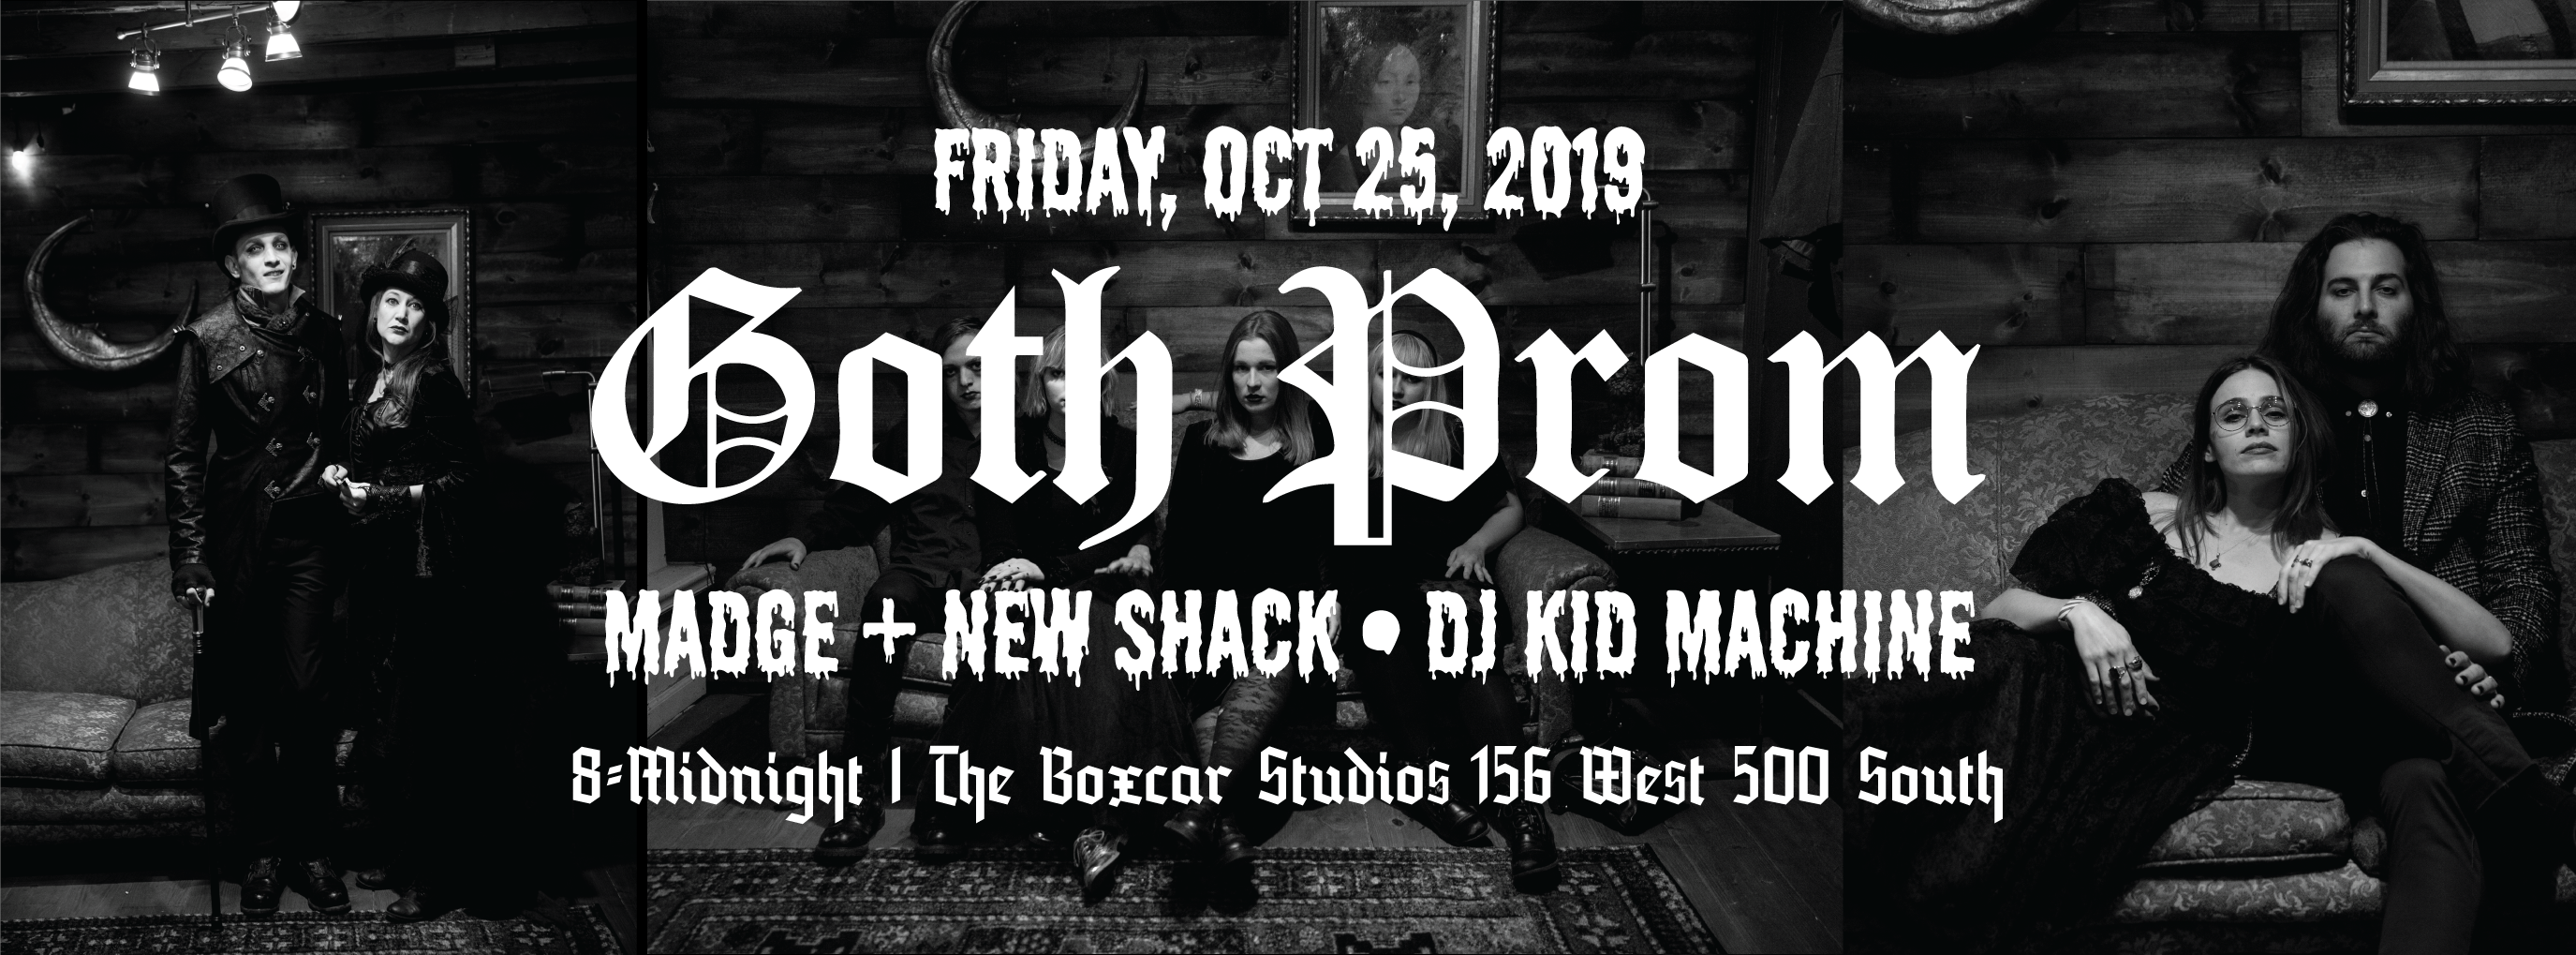 FRIDAY, OCT 25, 2019
Goth Prom
MADGE + NEW SHACK • DJ KID MACHINE
8-Midnight | The Boxcar Studios 156 West 500 South